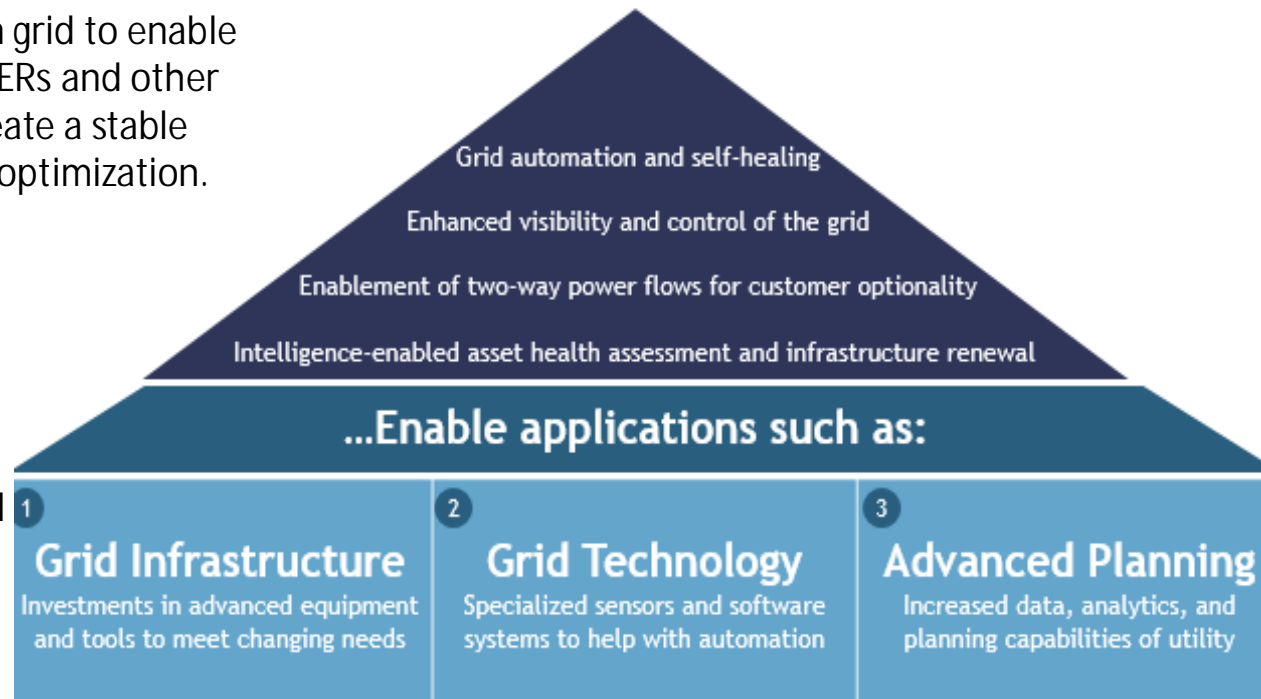 grid to enable
ERs and other
eate a stable
optimization.
Grid automation and self-healing
Enhanced visibility and control of the grid
Enablement of two-way power flows for customer optionality
Intelligence-enabled asset health assessment and infrastructure renewal
...Enable applications such as:
1
Grid Infrastructure
Investments in advanced equipment
and tools to meet changing needs
2
Grid Technology
Specialized sensors and software
systems to help with automation
3
Advanced Planning
Increased data, analytics, and
planning capabilities of utility